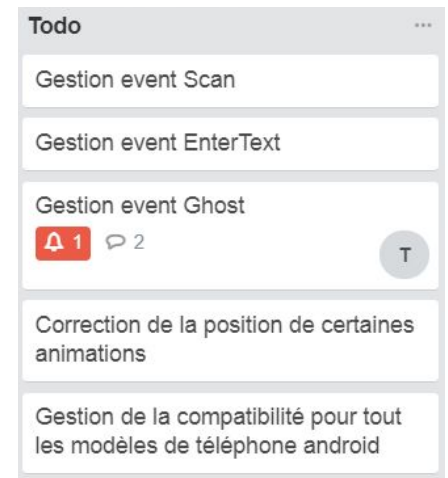 Todo
Gestion event Scan
Gestion event EnterText
Gestion event Ghost
1 2
T
Correction de la position de certaines
animations
Gestion de la compatibilité pour tout
les modèles de téléphone android